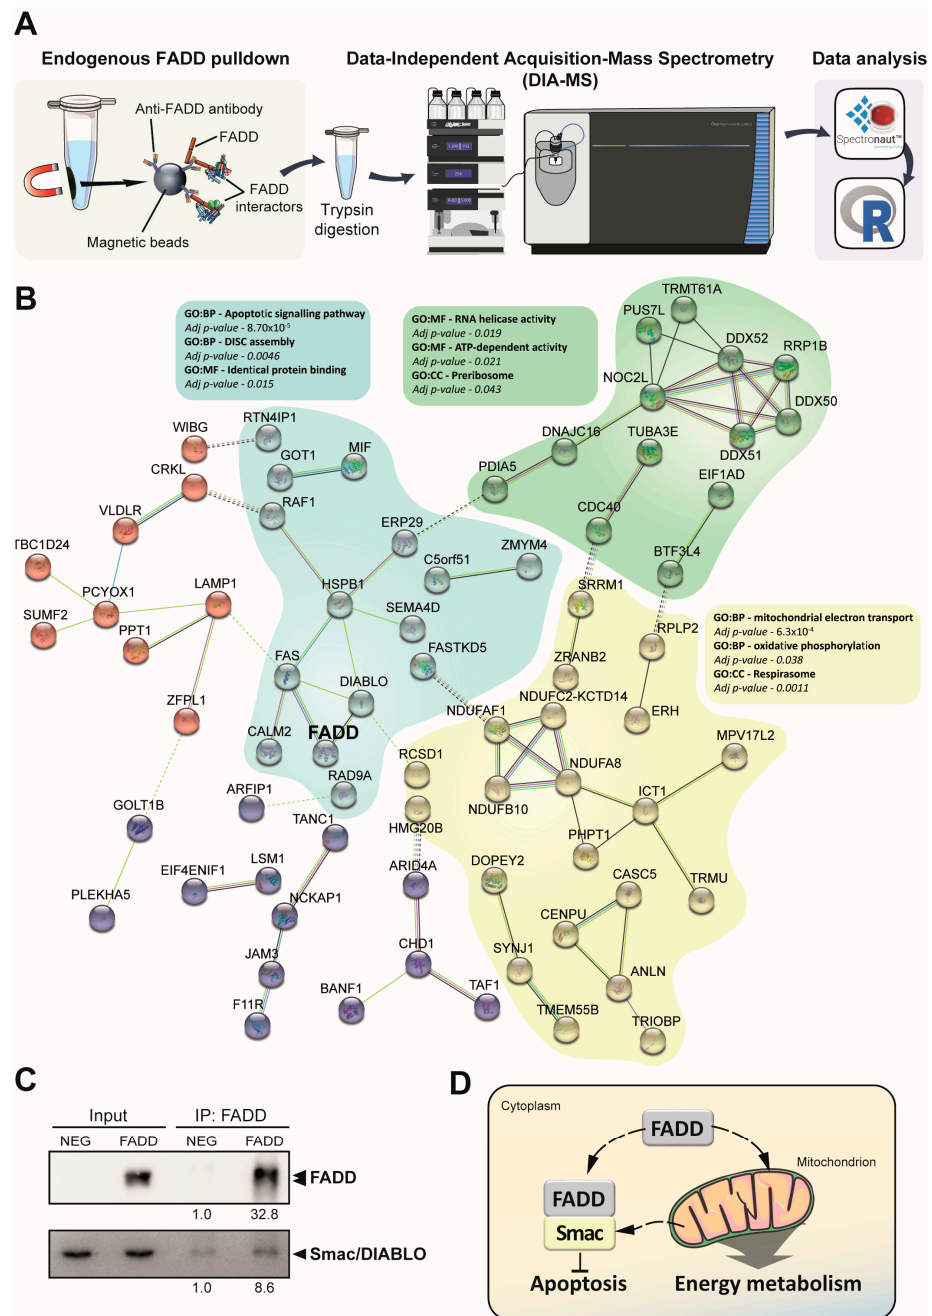 A
Endogenous FADD pulldown
Data-Independent Acquisition-Mass Spectrometry
(DIA-MS)
Data analysis
Anti-FADD antibody
FADD
FADD
interactors
Magnetic beads
Trypsin
digestion
Spectronaut™
R
B
GO:BP - Apoptotic signalling pathway
Adj p-value - 8.70x10⁻⁵
GO:BP - DISC assembly
Adj p-value - 0.0046
GO:MF - Identical protein binding
Adj p-value - 0.015
GO:MF - RNA helicase activity
Adj p-value - 0.019
GO:MF - ATP-dependent activity
Adj p-value - 0.021
GO:CC - Preribosome
Adj p-value - 0.043
TRMT61A
PUS7L
DDX52
RRP1B
NOC2L
DDX50
DDX51
DNAJC16
TUBA3E
PDIA5
EIF1AD
CDC40
BTF3L4
RTN4IP1
WIBG
GOT1
MIF
CRKL
RAF1
VLDLR
ERP29
TBC1D24
C5orf51
ZMYM4
PCYOX1
LAMP1
HSPB1
SEMA4D
SUMF2
PPT1
FAS
FASTKD5
DIABLO
ZFPL1
CALM2
FADD
RAD9A
SRRM1
RPLP2
ZRANB2
ERH
GO:BP - mitochondrial electron transport
Adj p-value - 6.3x10⁻⁴
GO:BP - oxidative phosphorylation
Adj p-value - 0.038
GO:CC - Respirasome
Adj p-value - 0.0011
NDUFC2-KCTD14
NDUFAF1
MPV17L2
RCSD1
NDUFA8
NDUFB10
ICT1
ARFIP1
GOLT1B
TANC1
HMG20B
PHPT1
LSM1
EIF4ENIF1
ARID4A
DOPEY2
CASC5
TRMU
PLEKHA5
NCKAP1
CENPU
JAM3
CHD1
SYNJ1
ANLN
BANF1
TAF1
F11R
TMEM55B
TRIOBP
C
Input
IP: FADD
NEG
FADD
NEG
FADD
FADD
1.0
32.8
Smac/DIABLO
1.0
8.6
D
Cytoplasm
FADD
Mitochondrion
FADD
Smac
Apoptosis
Energy metabolism